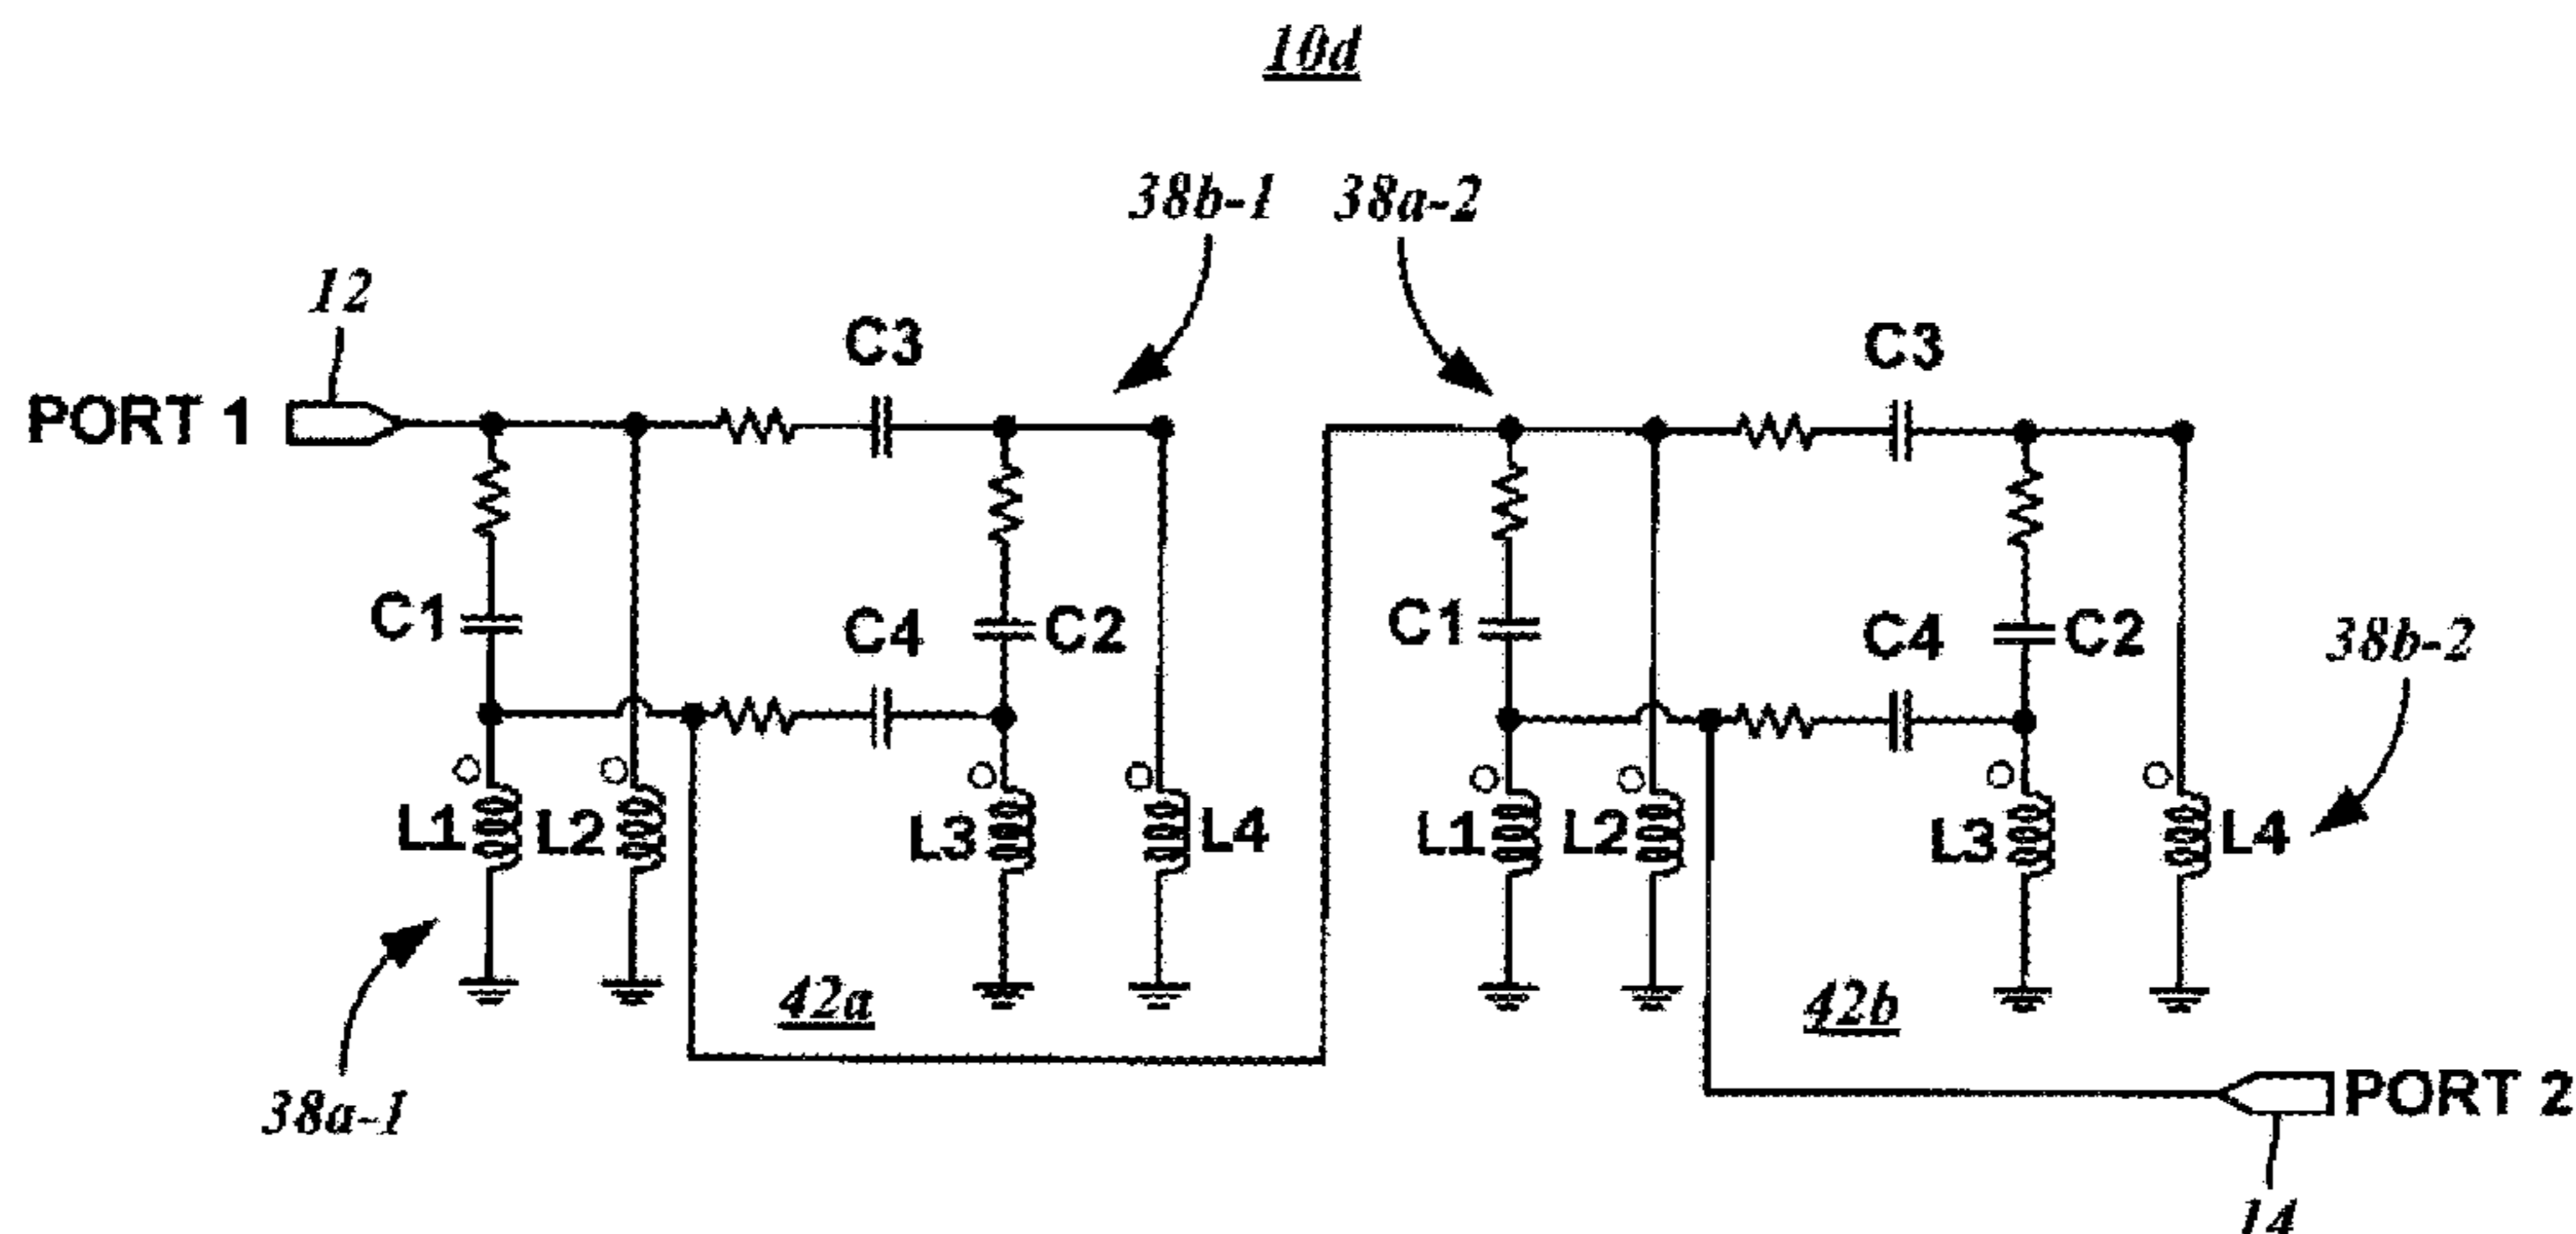 10d
38b-1 38a-2
12
C3 C3
PORT 1
C1 C4 C2 C1 C4 C2
38b-2
L1 L2 L3 L4 L1 L2 L3 L4
42a 42b
38a-1
PORT 2
14